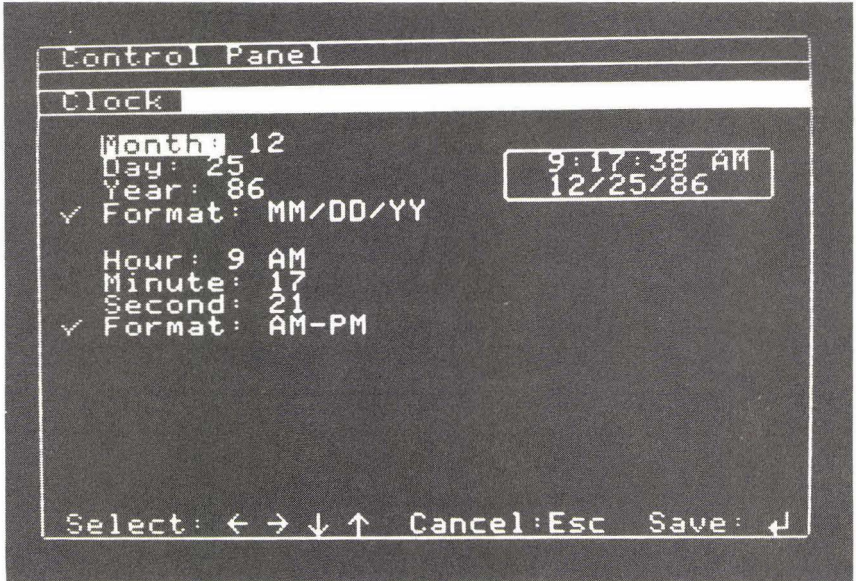 Control Panel
Clock
Month: 12
Day: 25
Year: 86
✓ Format: MM/DD/YY
9:17:38 AM
12/25/86
Hour: 9 AM
Minute: 17
Second: 21
✓ Format: AM-PM
Select: ← → ↓ ↑ Cancel:Esc Save: ↵